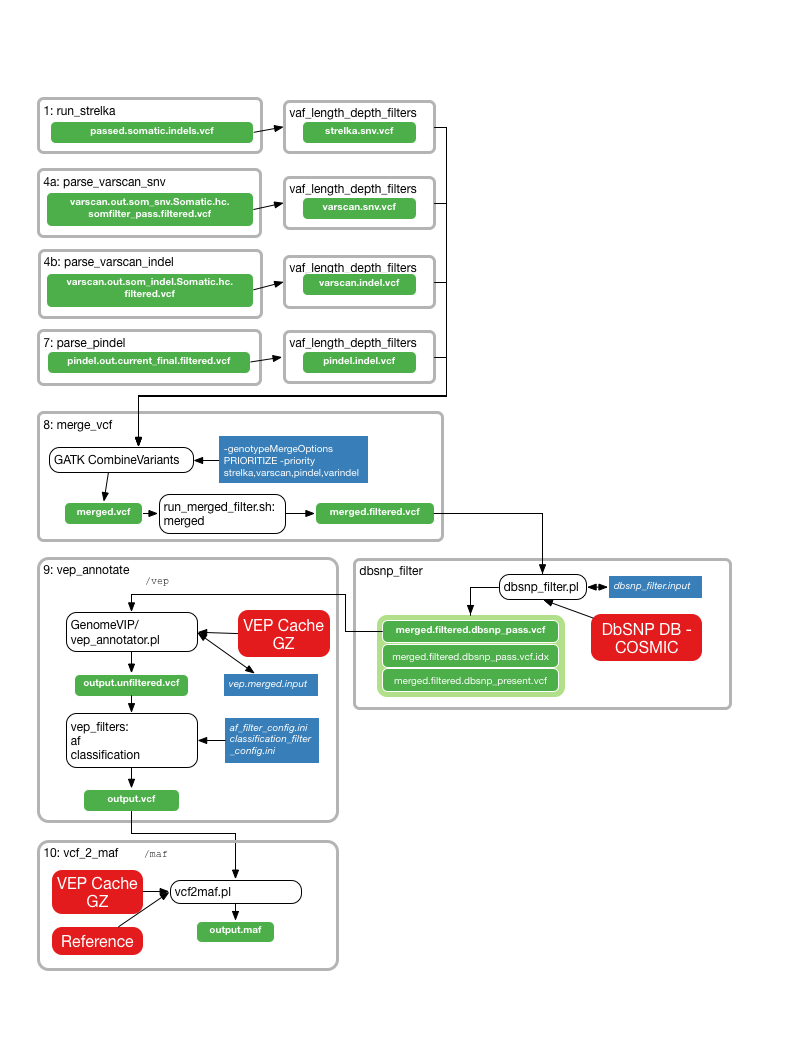 1: run_strelka
passed.somatic.indels.vcf
vaf_length_depth_filters
strelka.snv.vcf
4a: parse_varscan_snv
varscan.out.som_snv.Somatic.hc.
somfilter_pass.filtered.vcf
vaf_length_depth_filters
varscan.snv.vcf
4b: parse_varscan_indel
varscan.out.som_indel.Somatic.hc.
filtered.vcf
vaf_length_depth_filters
varscan.indel.vcf
7: parse_pindel
pindel.out.current_final.filtered.vcf
vaf_length_depth_filters
pindel.indel.vcf
8: merge_vcf
GATK CombineVariants
-genotypeMergeOptions
PRIORITIZE -priority
strelka,varscan,pindel,varindel
merged.vcf
run_merged_filter.sh:
merged
merged.filtered.vcf
9: vep_annotate
/vep
GenomeVIP/
vep_annotator.pl
VEP Cache
GZ
output.unfiltered.vcf
vep.merged.input
vep_filters:
af
classification
af_filter_config.ini
classification_filter
_config.ini
output.vcf
dbsnp_filter
dbsnp_filter.pl
dbsnp_filter.input
merged.filtered.dbsnp_pass.vcf
merged.filtered.dbsnp_pass.vcf.idx
merged.filtered.dbsnp_present.vcf
DbSNP DB -
COSMIC
10: vcf_2_maf
/maf
VEP Cache
GZ
vcf2maf.pl
Reference
output.maf